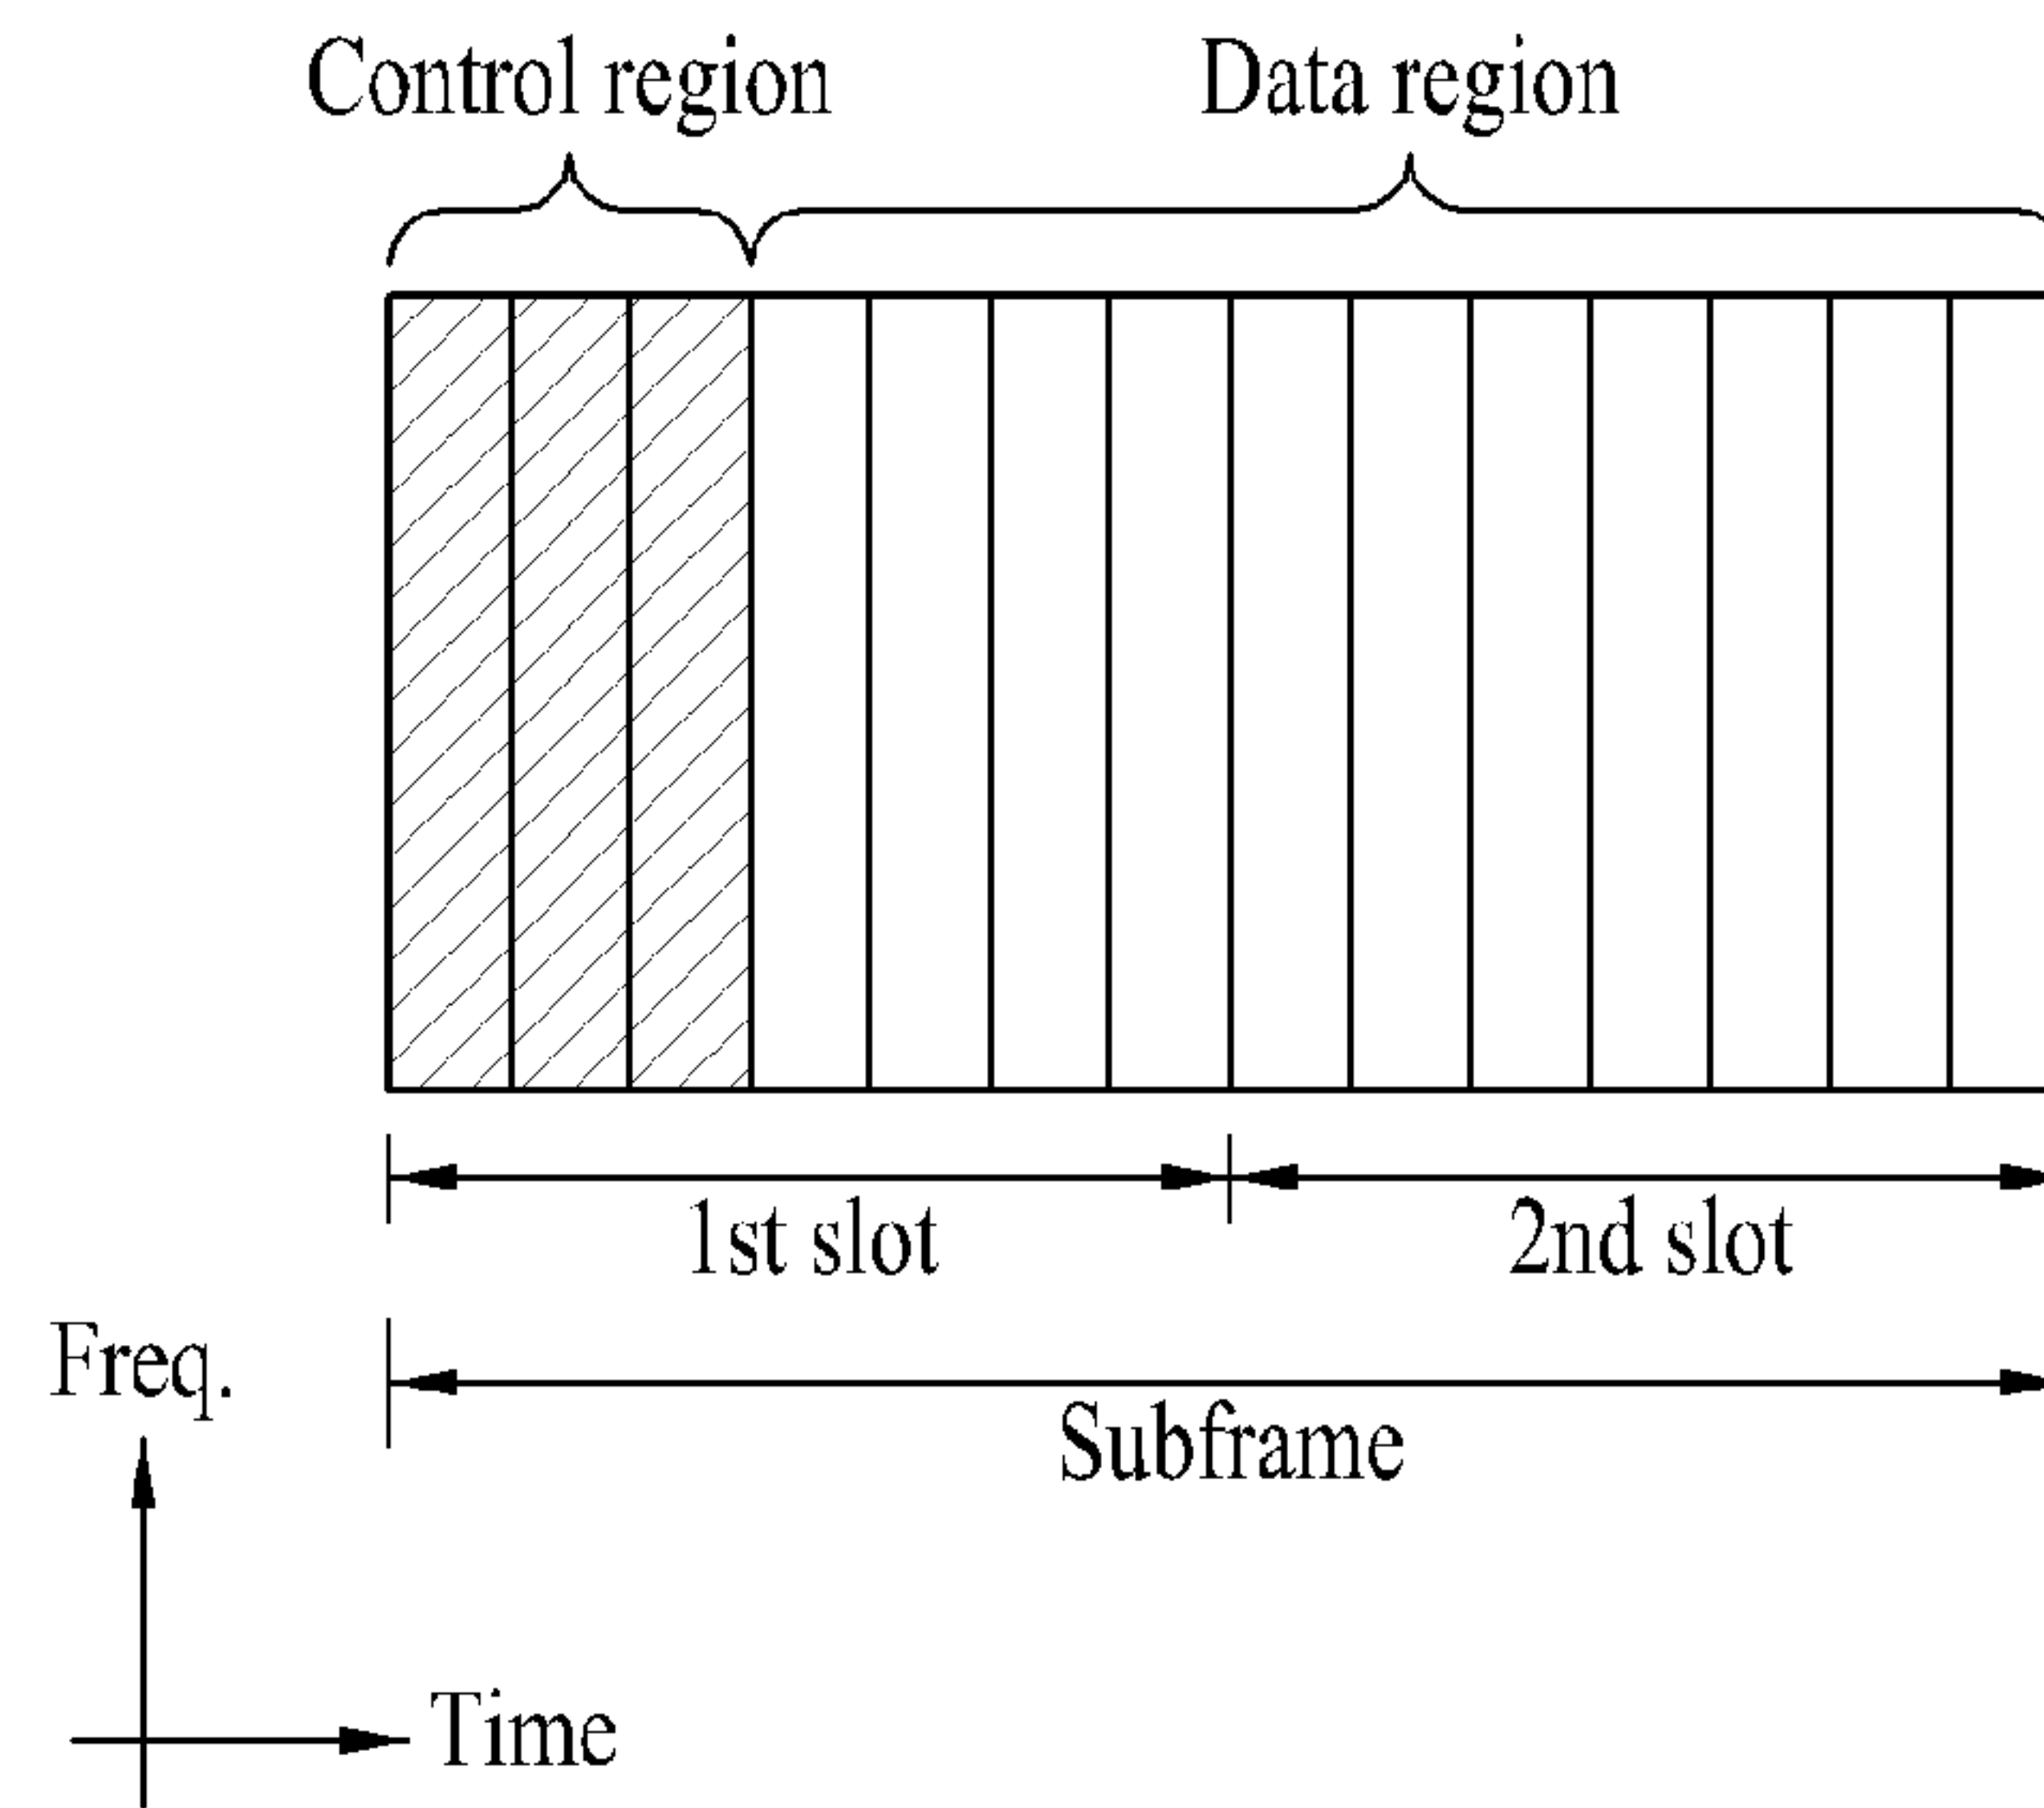 Control region
Data region
1st slot
2nd slot
Freq.
Subframe
Time